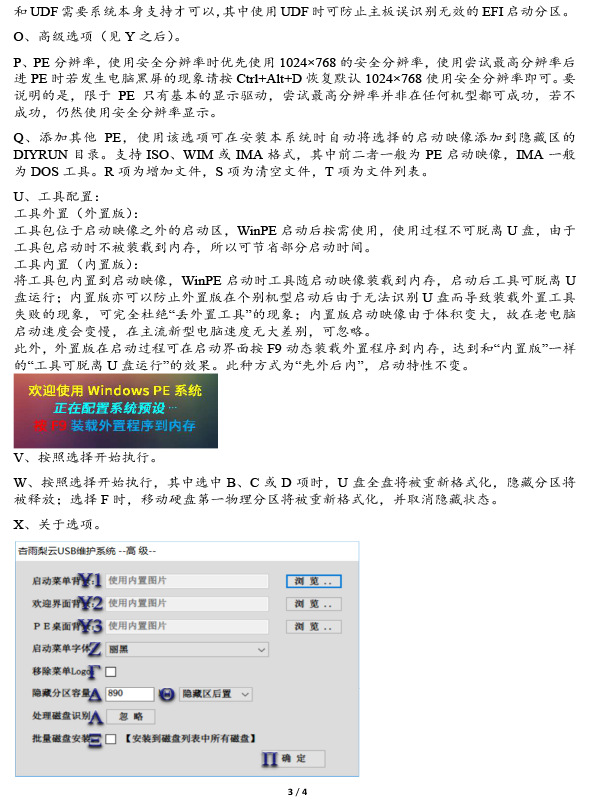 和 UDF 需要系统本身支持才可以,其中使用 UDF 时可防止主板误识别无效的 EFI 启动分区。
O、高级选项（见 Y 之后）。
P、PE 分辨率，使用安全分辨率时优先使用 1024×768 的安全分辨率，使用尝试最高分辨率后
进 PE 时若发生电脑黑屏的现象请按 Ctrl+Alt+D 恢复默认 1024×768 使用安全分辨率即可。要
说明的是，限于 PE 只有基本的显示驱动，尝试最高分辨率并非在任何机型都可成功，若不
成功，仍然使用安全分辨率显示。
Q、添加其他 PE，使用该选项可在安装本系统时自动将选择的启动映像添加到隐藏区的
DIYRUN 目录。支持 ISO、WIM 或 IMA 格式，其中前二者一般为 PE 启动映像，IMA 一般
为 DOS 工具。R 项为增加文件，S 项为清空文件，T 项为文件列表。
U、工具配置：
工具外置（外置版）：
工具包位于启动映像之外的启动区，WinPE 启动后按需使用，使用过程不可脱离 U 盘，由于
工具包启动时不被装载到内存，所以可节省部分启动时间。
工具内置（内置版）：
将工具包内置到启动映像，WinPE 启动时工具随启动映像装载到内存，启动后工具可脱离 U
盘运行；内置版亦可以防止外置版在个别机型启动后由于无法识别 U 盘而导致装载外置工具
失败的现象，可完全杜绝“丢外置工具”的现象；内置版启动映像由于体积变大，故在老电脑
启动速度会变慢，在主流新型电脑速度无大差别，可忽略。
此外，外置版在启动过程可在启动界面按 F9 动态装载外置程序到内存，达到和“内置版”一样
的“工具可脱离 U 盘运行”的效果。此种方式为“先外后内”，启动特性不变。
欢迎使用 Windows PE 系统
正在配置系统预设 ···
按 F9 装载外置程序到内存
V、按照选择开始执行。
W、按照选择开始执行，其中选中 B、C 或 D 项时，U 盘全盘将被重新格式化，隐藏分区将
被释放；选择 F 时，移动硬盘第一物理分区将被重新格式化，并取消隐藏状态。
X、关于选项。
杏雨梨云USB维护系统 --高 级--
启动菜单背 ¥1 使用内置图片 浏 览 . .
欢迎界面背 ¥2 使用内置图片 浏 览 . .
P E 桌面背 ¥3 使用内置图片 浏 览 . .
启动菜单字体 Z 丽黑
移除菜单Logo Γ
隐藏分区容量 Δ 890 Θ 隐藏区后置
处理磁盘识别 Λ 忽 略
批量磁盘安装 Ξ 【安装到磁盘列表中所有磁盘】
Π 确 定
3 / 4